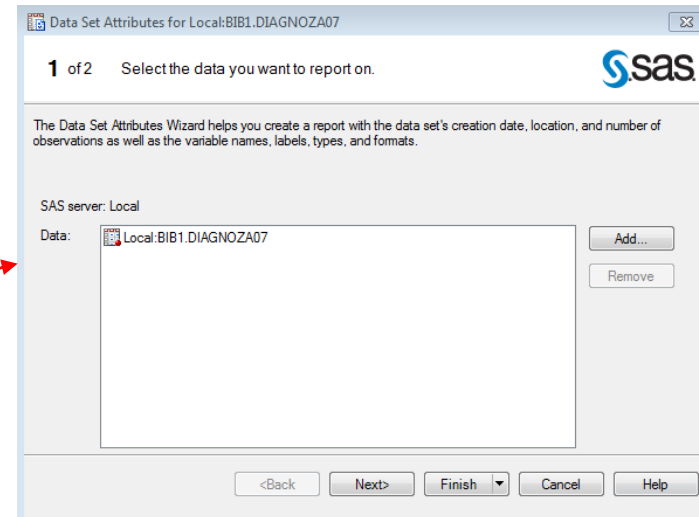 Data Set Attributes for Local:BIB1.DIAGNOZA07
1 of 2 Select the data you want to report on.
sas
The Data Set Attributes Wizard helps you create a report with the data set's creation date, location, and number of
observations as well as the variable names, labels, types, and formats.
SAS server: Local
Data: Local:BIB1.DIAGNOZA07
Add...
Remove
<Back Next> Finish Cancel Help